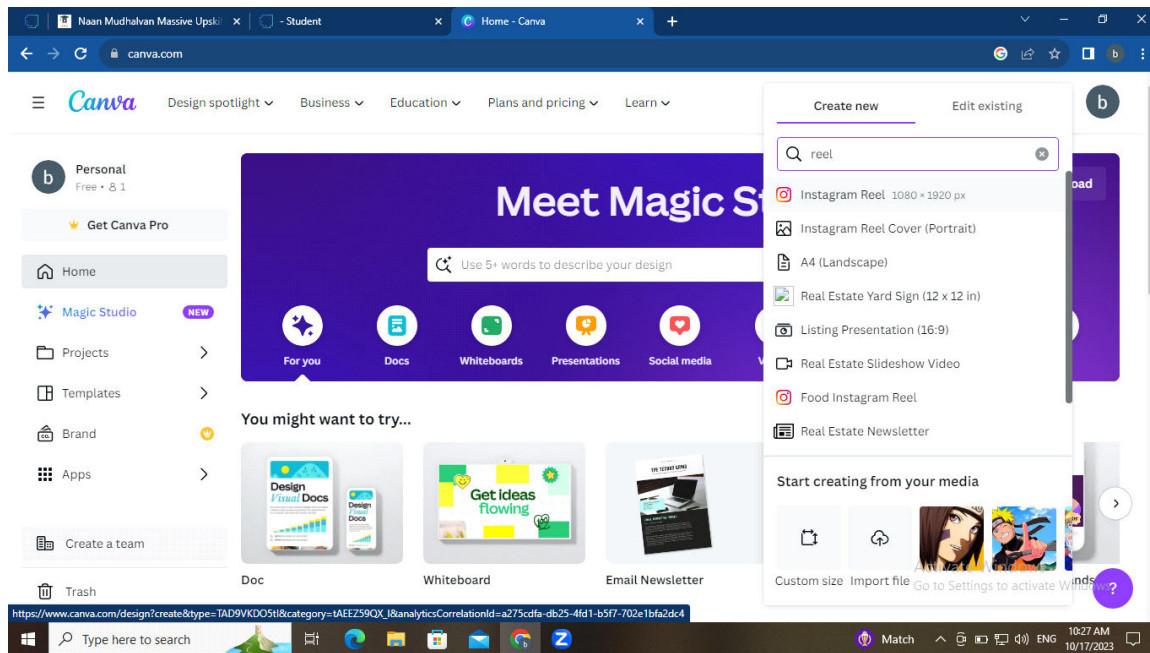 Naan Mudhalvan Massive Upskil
- Student
Home - Canva
canva.com
b
Canva
Design spotlight
Business
Education
Plans and pricing
Learn
Create new
Edit existing
b
reel
b
Personal
Free • 1
Get Canva Pro
Home
Magic Studio
NEW
Projects
Templates
Brand
Apps
Create a team
Trash
Meet Magic St
oad
Use 5+ words to describe your design
For you
Docs
Whiteboards
Presentations
Social media
V
Instagram Reel 1080 × 1920 px
Instagram Reel Cover (Portrait)
A4 (Landscape)
Real Estate Yard Sign (12 x 12 in)
Listing Presentation (16:9)
Real Estate Slideshow Video
Food Instagram Reel
Real Estate Newsletter
You might want to try...
Design
Visual Docs
Design
Visual
Docs
Get ideas
flowing
Doc
Whiteboard
Email Newsletter
Start creating from your media
Custom size
Import file
nds
Activate Windows
Go to Settings to activate Windows.
?
https://www.canva.com/design?create&type=TAD9VKDO5tI&category=tAEEZ59QX_I&analyticsCorrelationId=a275cdfa-db25-4fd1-b5f7-702e1bfa2dc4
Type here to search
Match
ENG
10:27 AM
10/17/2023